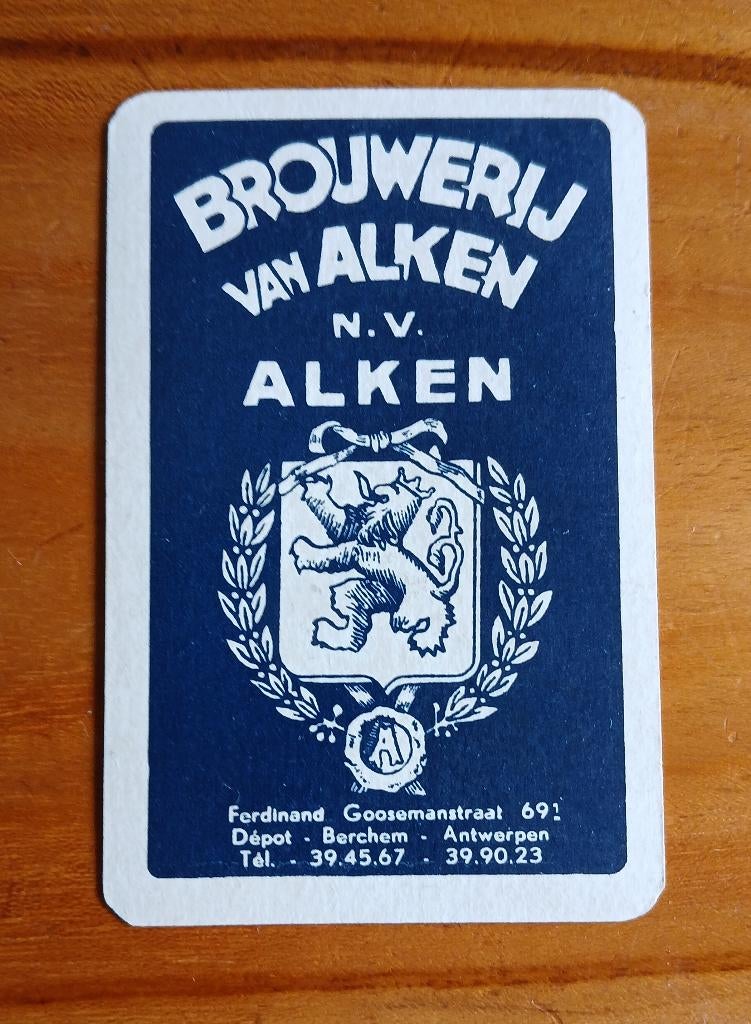 BROUWERIJ
VAN ALKEN
N.V.
ALKEN
A
Ferdinand Goosemanstraat 69
Dépot - Berchem - Antwerpen
Tél. - 39.45.67 - 39.90.23